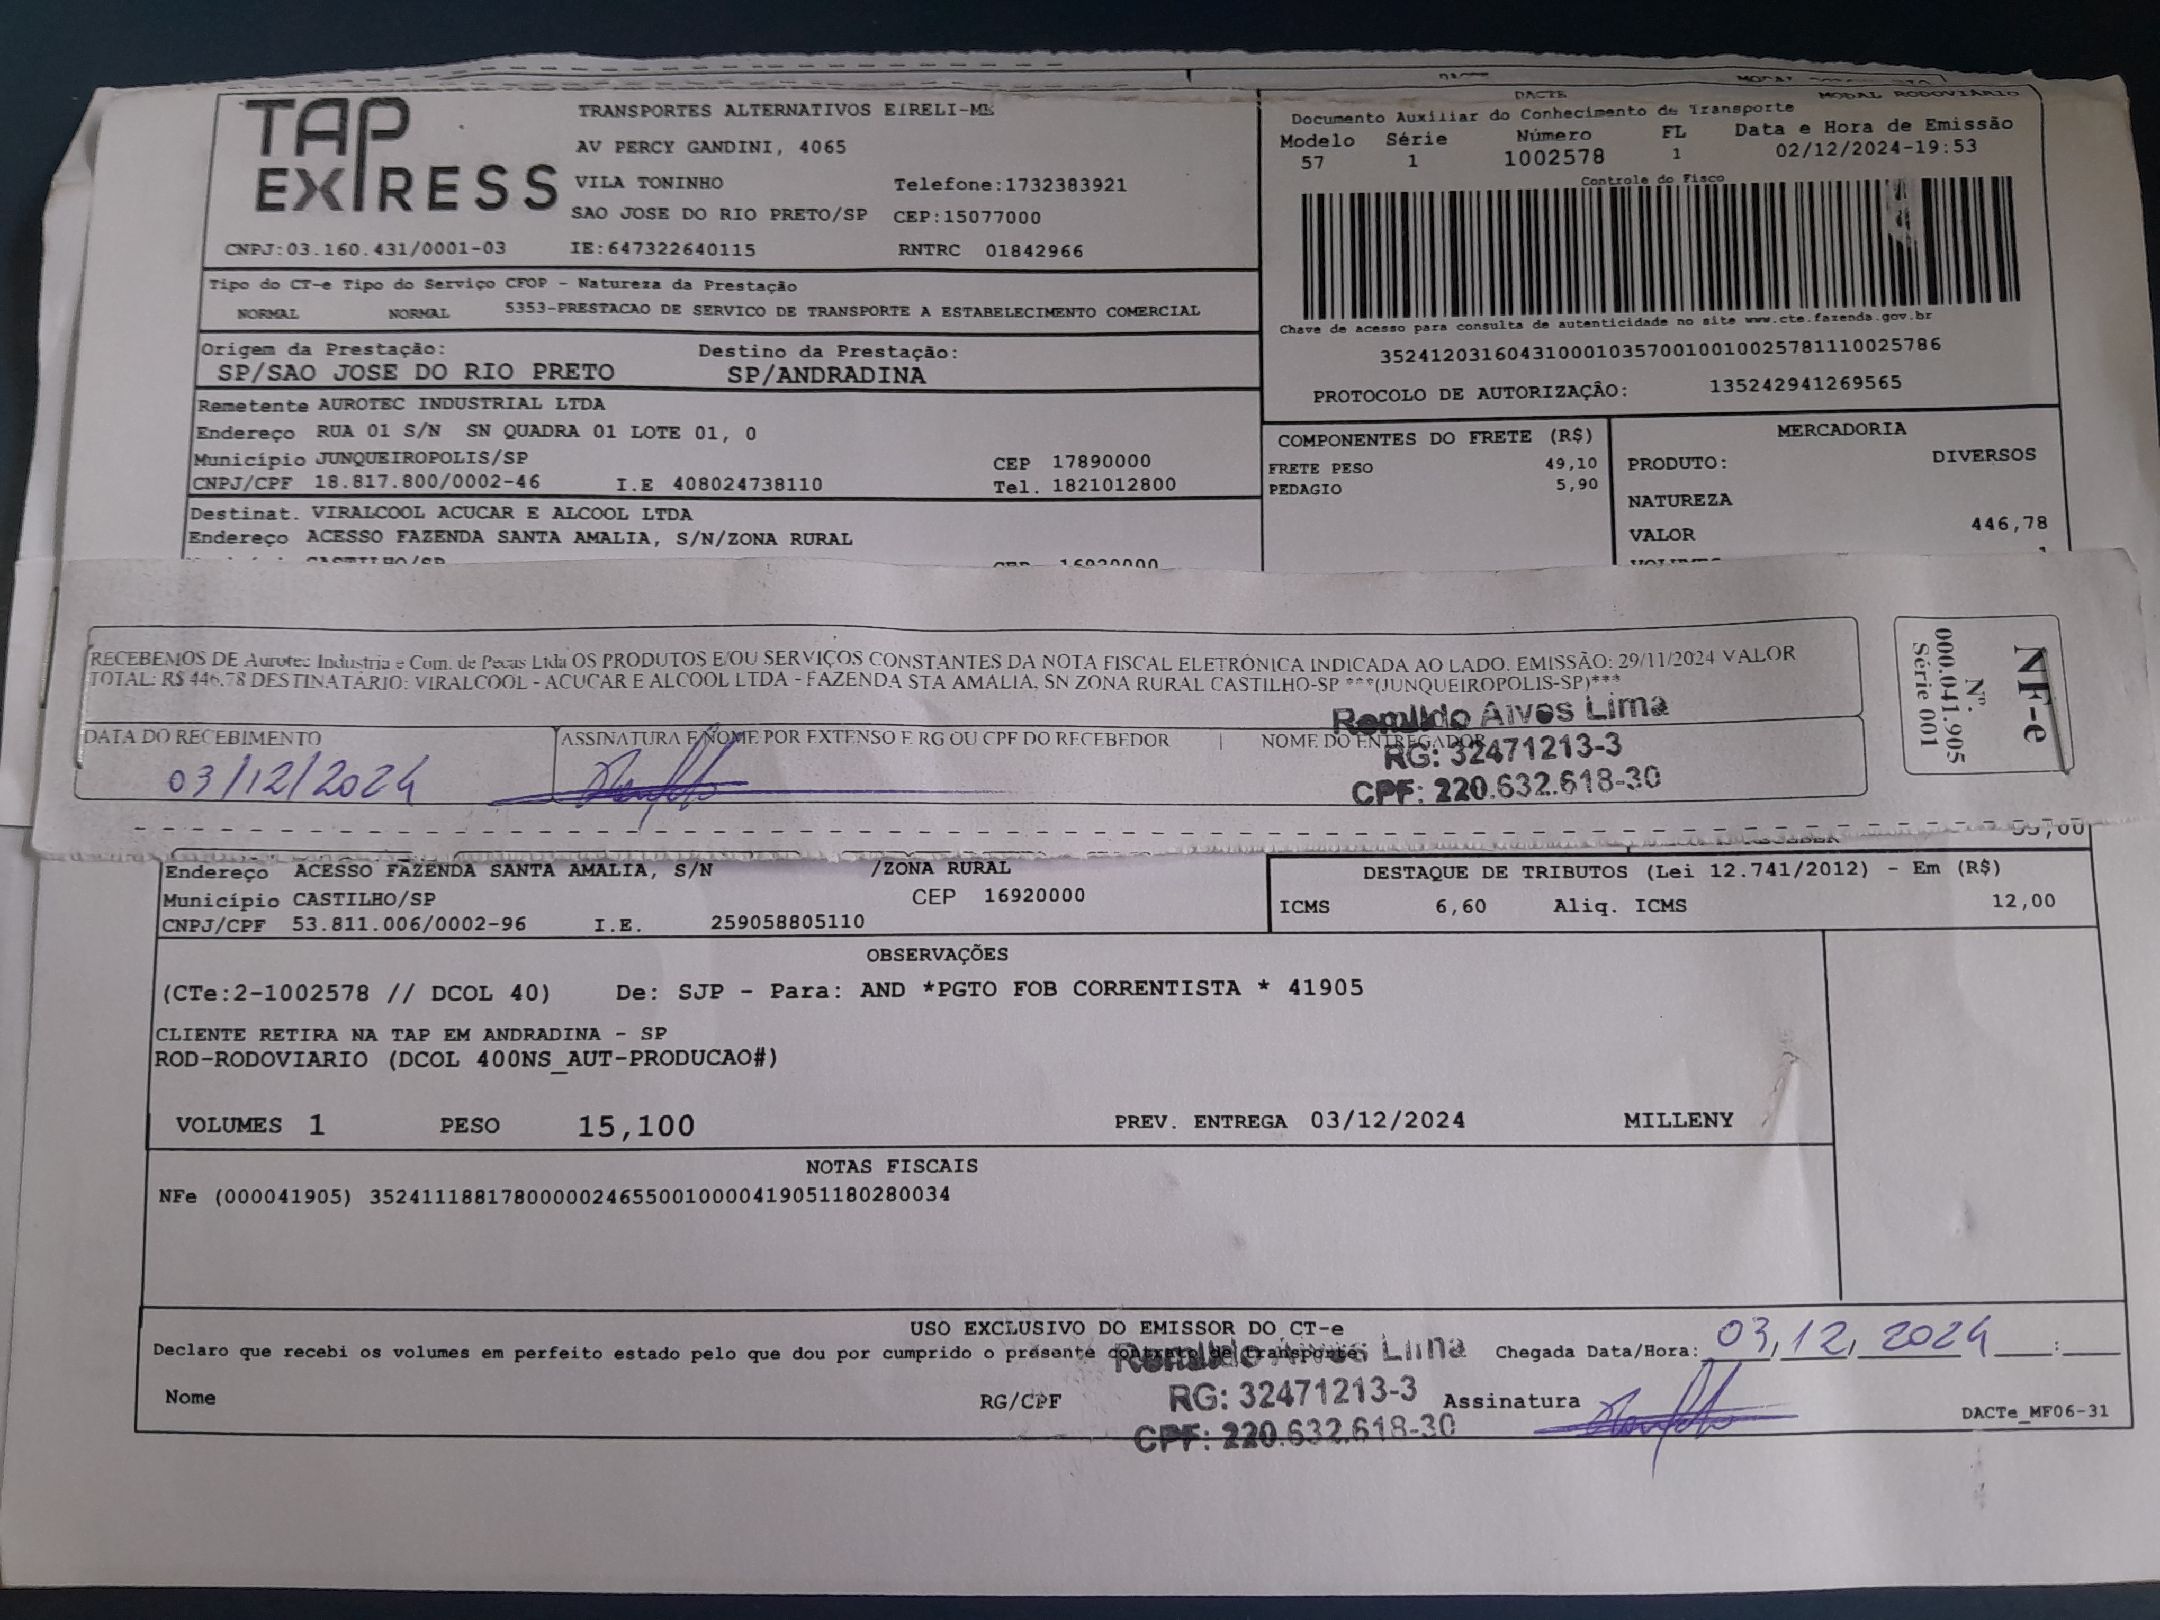 TAP EXPRESS
TRANSPORTES ALTERNATIVOS EIRELI-ME
AV PERCY GANDINI, 4065
VILA TONINHO Telefone:1732383921
SAO JOSE DO RIO PRETO/SP CEP:15077000
CNPJ:03.160.431/0001-03 IE:647322640115 RNTRC 01842966
DACTE MODAL RODOVIÁRIO
Documento Auxiliar do Conhecimento de Transporte
Modelo Série Número FL Data e Hora de Emissão
57 1 1002578 1 02/12/2024-19:53
Controle do Fisco
Chave de acesso para consulta de autenticidade no site www.cte.fazenda.gov.br
35241203160431000103570010010025781110025786
PROTOCOLO DE AUTORIZAÇÃO: 135242941269565
Tipo do CT-e Tipo do Serviço CFOP - Natureza da Prestação
NORMAL NORMAL 5353-PRESTACAO DE SERVICO DE TRANSPORTE A ESTABELECIMENTO COMERCIAL
Origem da Prestação: Destino da Prestação:
SP/SAO JOSE DO RIO PRETO SP/ANDRADINA
Remetente AUROTEC INDUSTRIAL LTDA
Endereço RUA 01 S/N SN QUADRA 01 LOTE 01, 0
Município JUNQUEIROPOLIS/SP CEP 17890000
CNPJ/CPF 18.817.800/0002-46 I.E 408024738110 Tel. 1821012800
COMPONENTES DO FRETE (R$)
FRETE PESO 49,10
PEDAGIO 5,90
MERCADORIA
PRODUTO: DIVERSOS
NATUREZA
VALOR 446,78
Destinat. VIRALCOOL ACUCAR E ALCOOL LTDA
Endereço ACESSO FAZENDA SANTA AMALIA, S/N/ZONA RURAL
CASTILHO/SP CEP 16920000
RECEBEMOS DE Aurotec Industria e Com. de Pecas Ltda OS PRODUTOS E/OU SERVIÇOS CONSTANTES DA NOTA FISCAL ELETRÔNICA INDICADA AO LADO. EMISSÃO: 29/11/2024 VALOR
TOTAL: R$ 446,78 DESTINATÁRIO: VIRALCOOL - ACUCAR E ALCOOL LTDA - FAZENDA STA AMALIA, SN ZONA RURAL CASTILHO-SP ***(JUNQUEIROPOLIS-SP)***
DATA DO RECEBIMENTO ASSINATURA E NOME POR EXTENSO E RG OU CPF DO RECEBEDOR | NOME DO ENTREGADOR
03/12/2024
Romildo Alves Lima
RG: 32471213-3
CPF: 220.632.618-30
NF-e
Nº.
000.041.905
Série 001
55,00
Endereço ACESSO FAZENDA SANTA AMALIA, S/N /ZONA RURAL
Município CASTILHO/SP CEP 16920000
CNPJ/CPF 53.811.006/0002-96 I.E. 259058805110
DESTAQUE DE TRIBUTOS (Lei 12.741/2012) - Em (R$)
ICMS 6,60 Aliq. ICMS 12,00
OBSERVAÇÕES
(CTe:2-1002578 // DCOL 40) De: SJP - Para: AND *PGTO FOB CORRENTISTA * 41905
CLIENTE RETIRA NA TAP EM ANDRADINA - SP
ROD-RODOVIARIO (DCOL 400NS_AUT-PRODUCAO#)
VOLUMES 1 PESO 15,100 PREV. ENTREGA 03/12/2024 MILLENY
NOTAS FISCAIS
NFe (000041905) 35241118817800000246550010000419051180280034
USO EXCLUSIVO DO EMISSOR DO CT-e
Declaro que recebi os volumes em perfeito estado pelo que dou por cumprido o presente contrato de transporte Chegada Data/Hora: 03/12/2024 :
Romildo Alves Lima
Nome RG/CPF RG: 32471213-3 Assinatura
CPF: 220.632.618-30
DACTe_MF06-31